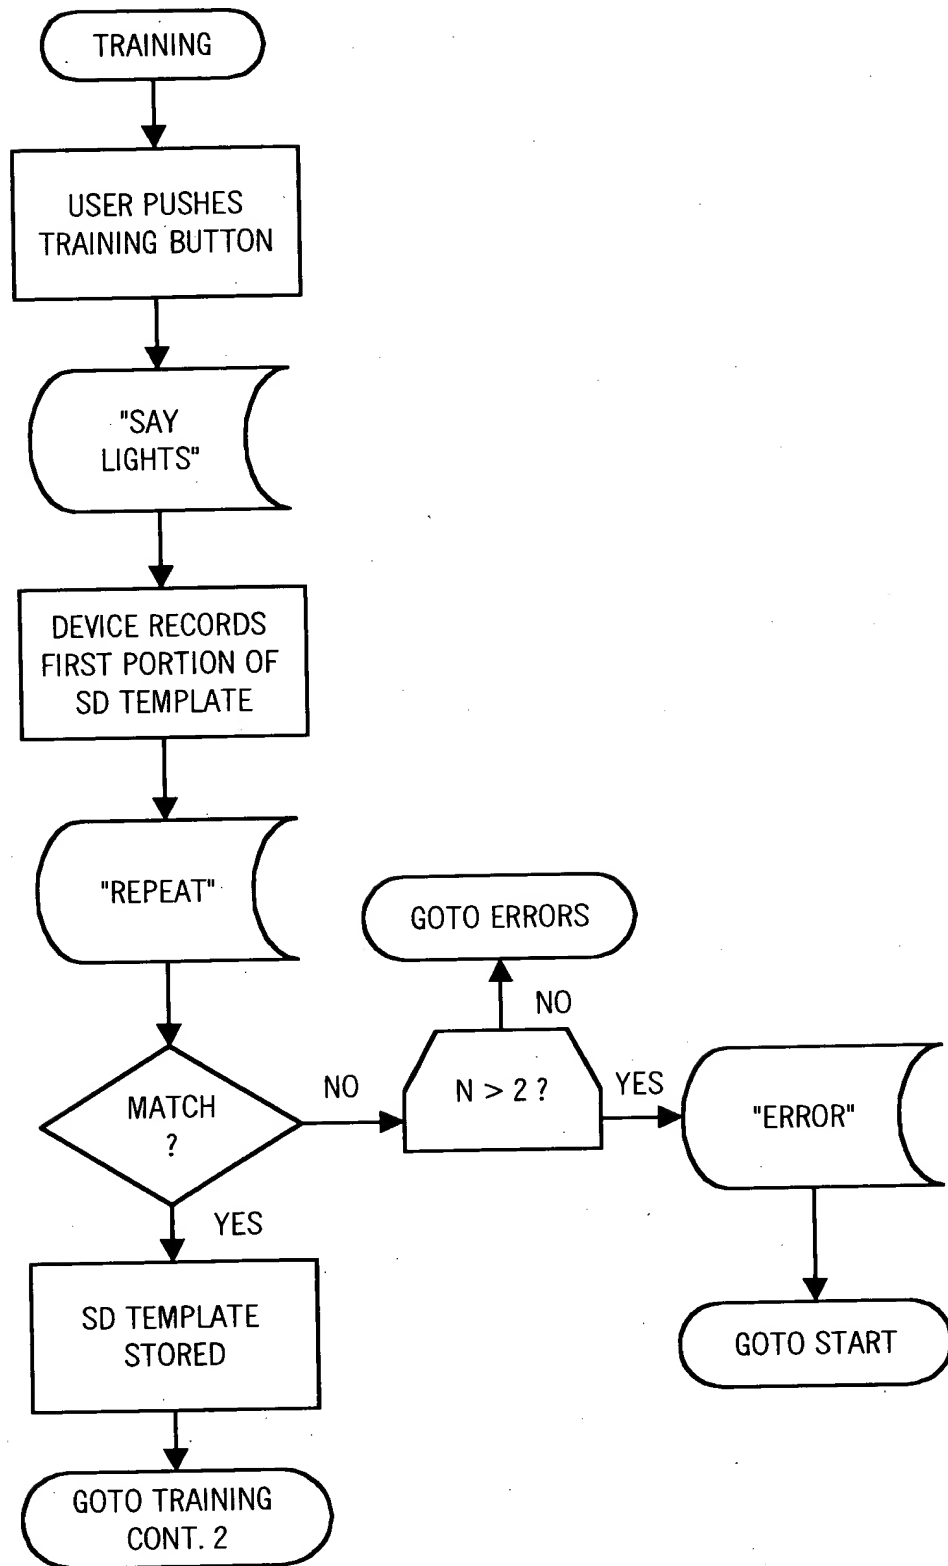 TRAINING
USER PUSHES
TRAINING BUTTON
"SAY
LIGHTS"
DEVICE RECORDS
FIRST PORTION OF
SD TEMPLATE
"REPEAT"
GOTO ERRORS
NO
MATCH
?
NO
N > 2 ?
YES
"ERROR"
YES
SD TEMPLATE
STORED
GOTO START
GOTO TRAINING
CONT. 2